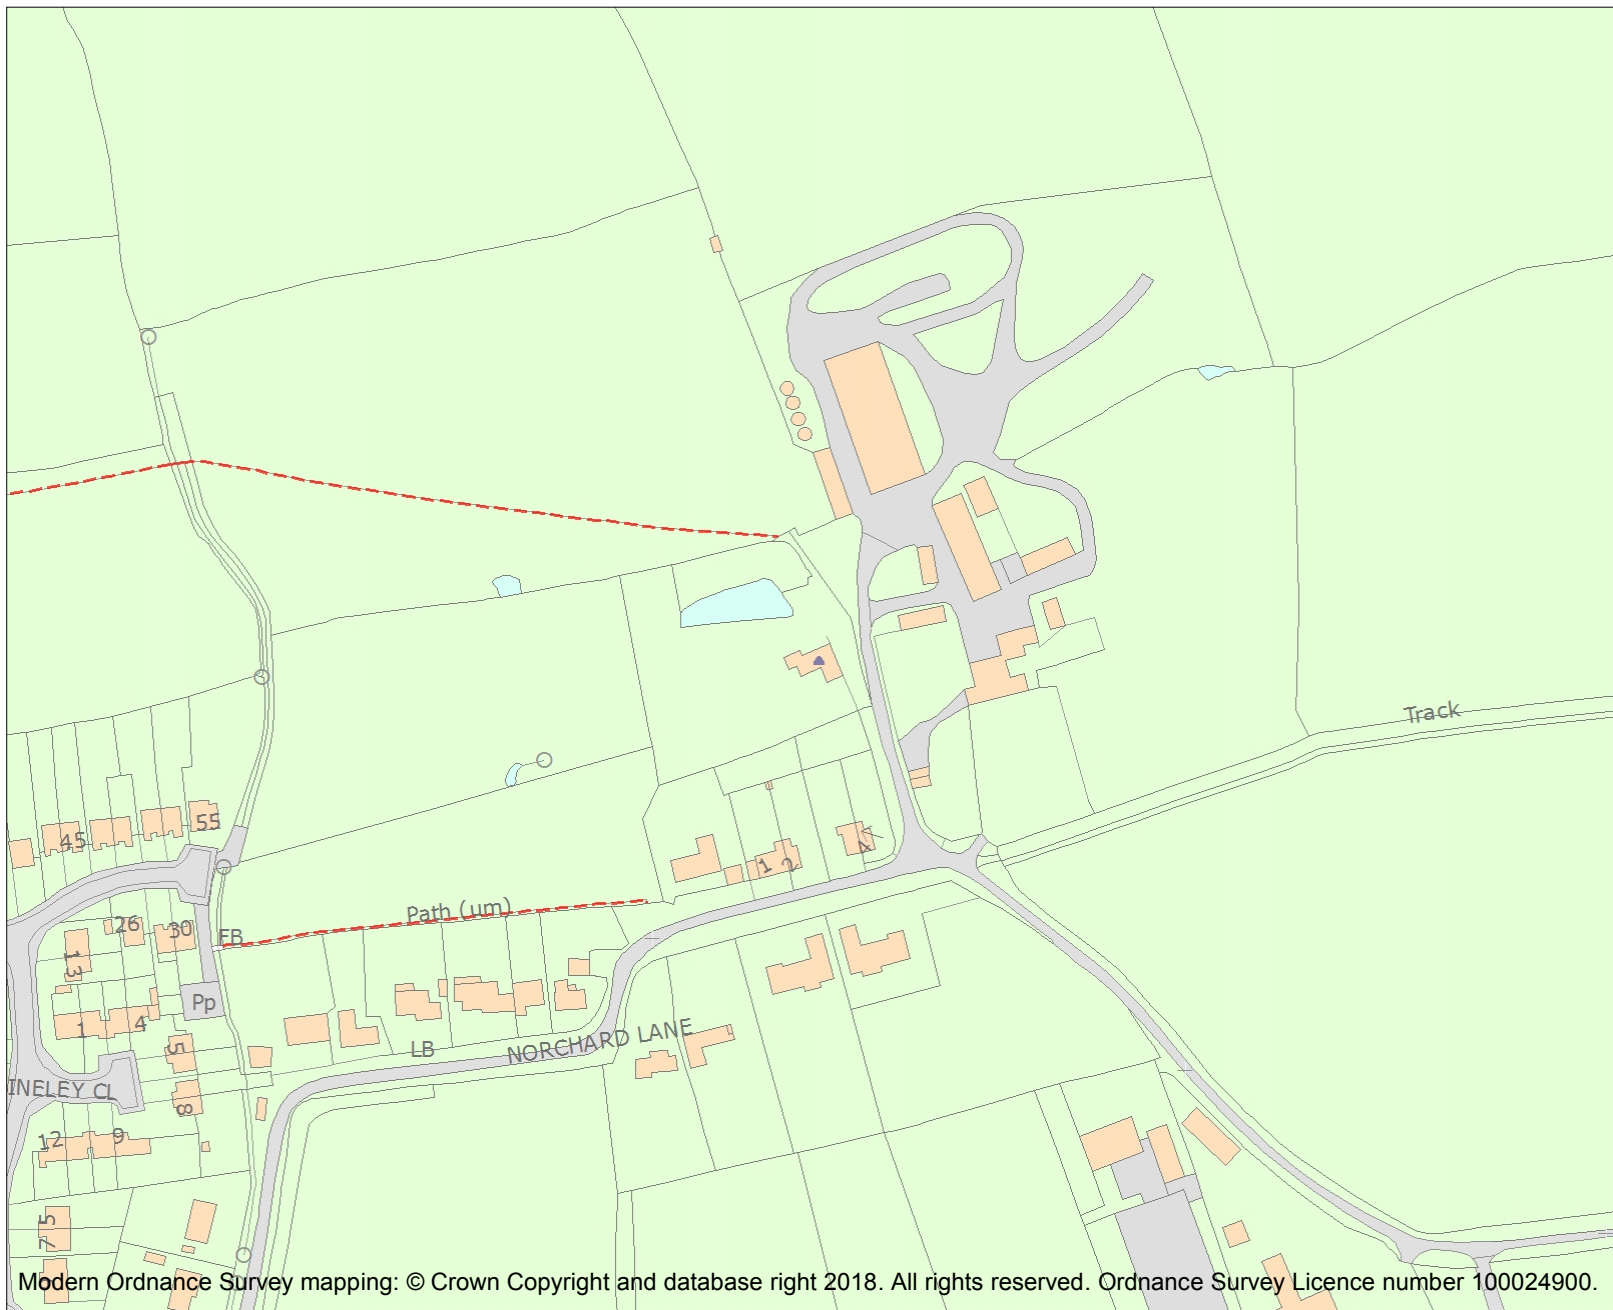 Track
55
45
Path (um)
26
30
FB
13
1
2
4
Pp
1
4
5
LB
NORCHARD LANE
INELEY CL
8
12
9
75
Modern Ordnance Survey mapping: © Crown Copyright and database right 2018. All rights reserved. Ordnance Survey Licence number 100024900.